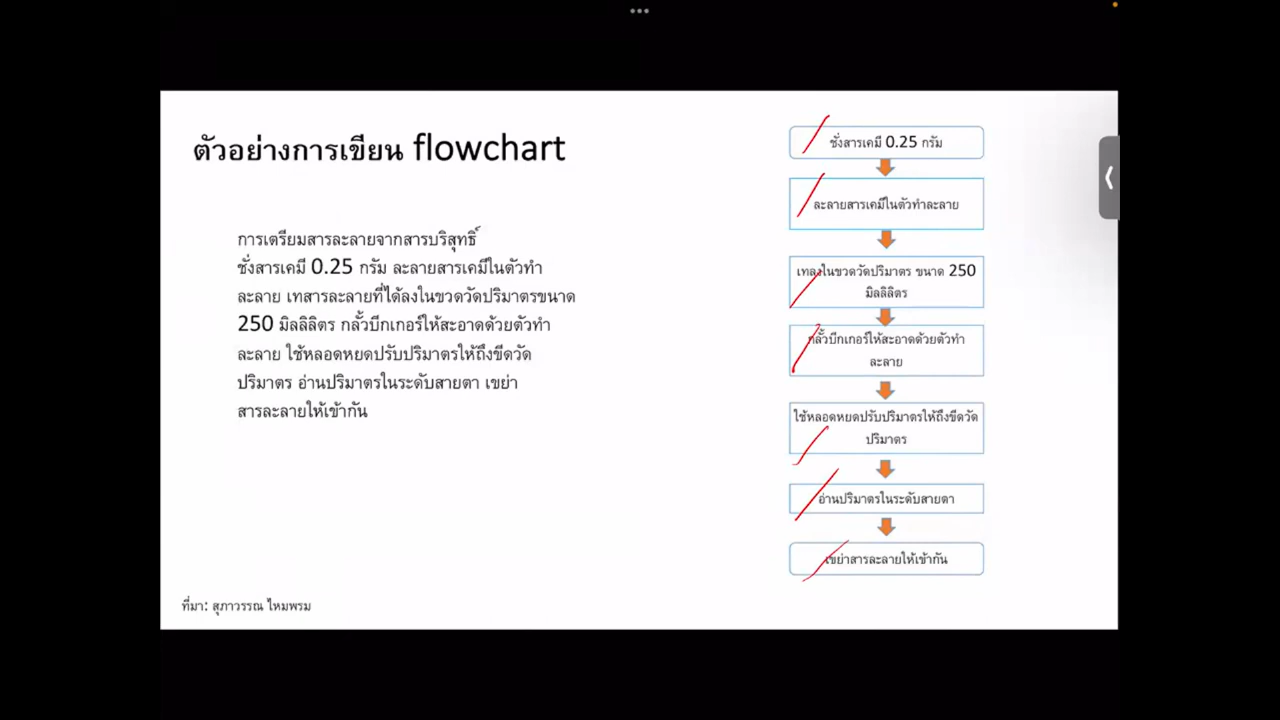 ตัวอย่างการเขียน flowchart
การเตรียมสารละลายจากสารบริสุทธิ์
ชั่งสารเคมี 0.25 กรัม ละลายสารเคมีในตัวทำ
ละลาย เทสารละลายที่ได้ลงในขวดวัดปริมาตรขนาด
250 มิลลิลิตร กลั้วบีกเกอร์ให้สะอาดด้วยตัวทำ
ละลาย ใช้หลอดหยดปรับปริมาตรให้ถึงขีดวัด
ปริมาตร อ่านปริมาตรในระดับสายตา เขย่า
สารละลายให้เข้ากัน
ที่มา: สุภาวรรณ ไหมพรม
ชั่งสารเคมี 0.25 กรัม
ละลายสารเคมีในตัวทำละลาย
เทลงในขวดวัดปริมาตร ขนาด 250
มิลลิลิตร
กลั้วบีกเกอร์ให้สะอาดด้วยตัวทำ
ละลาย
ใช้หลอดหยดปรับปริมาตรให้ถึงขีดวัด
ปริมาตร
อ่านปริมาตรในระดับสายตา
เขย่าสารละลายให้เข้ากัน